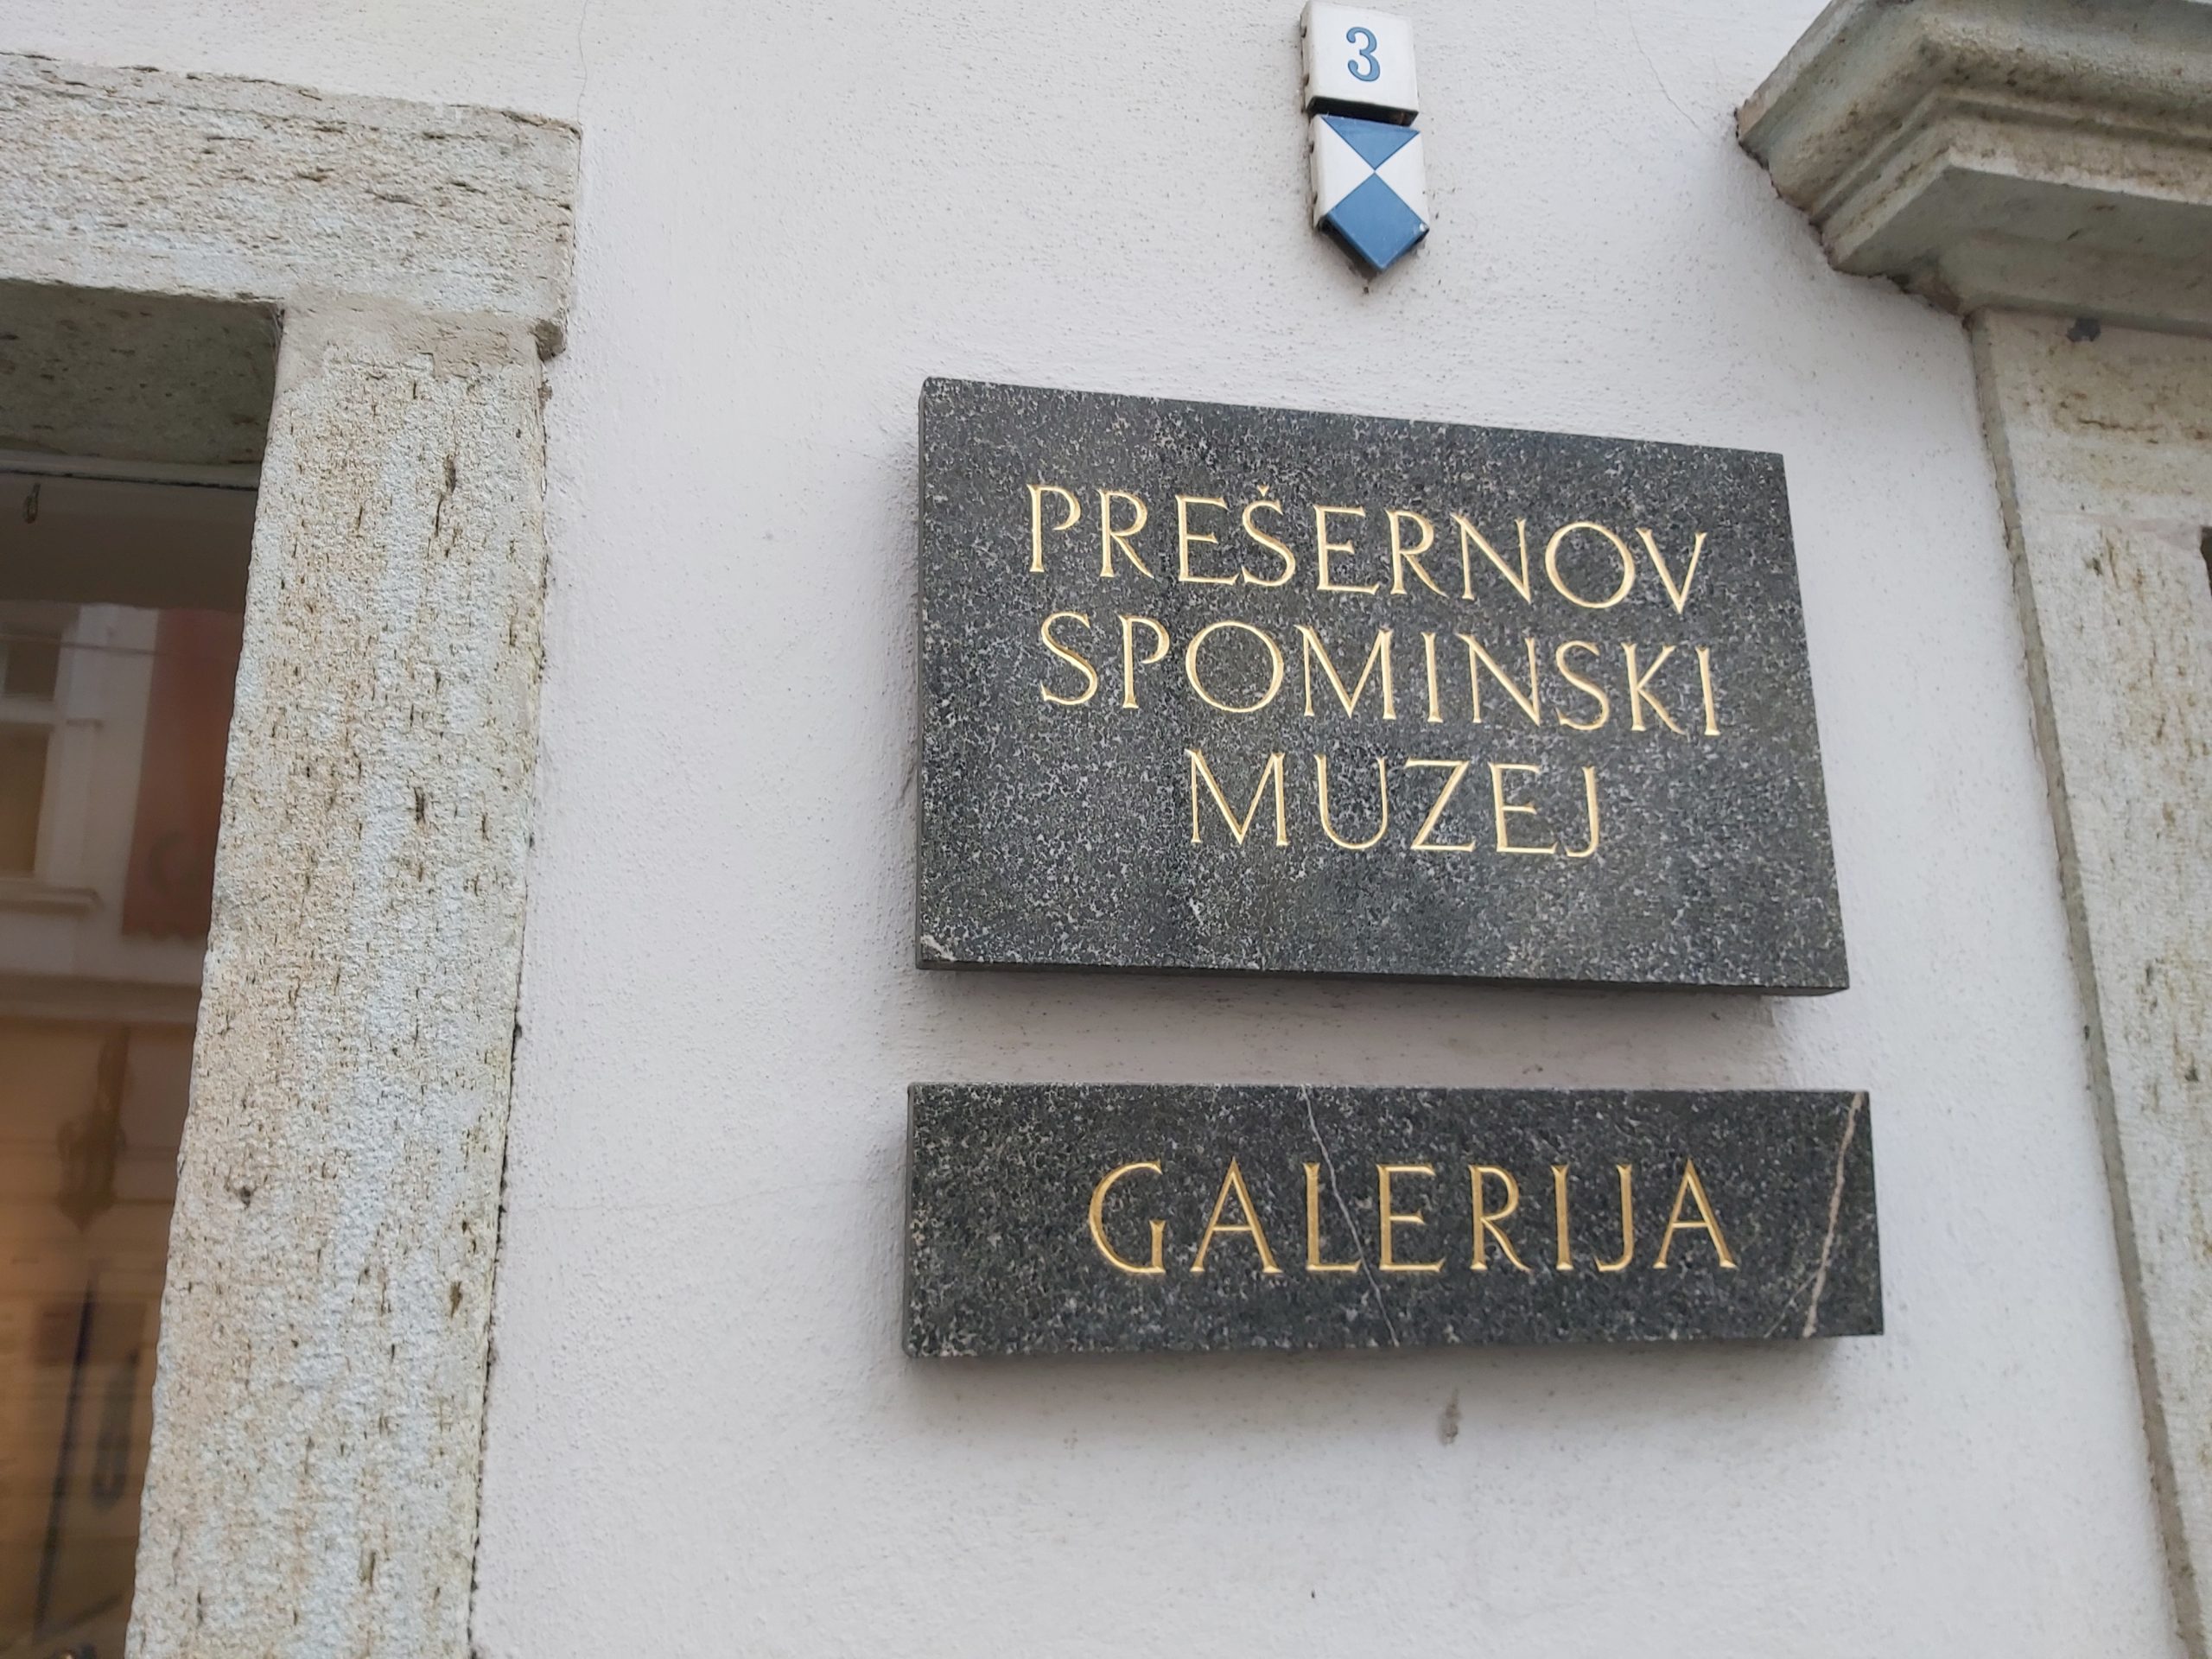 3
PREŠERNOV
SPOMINSKI
MUZEJ
GALERIJA